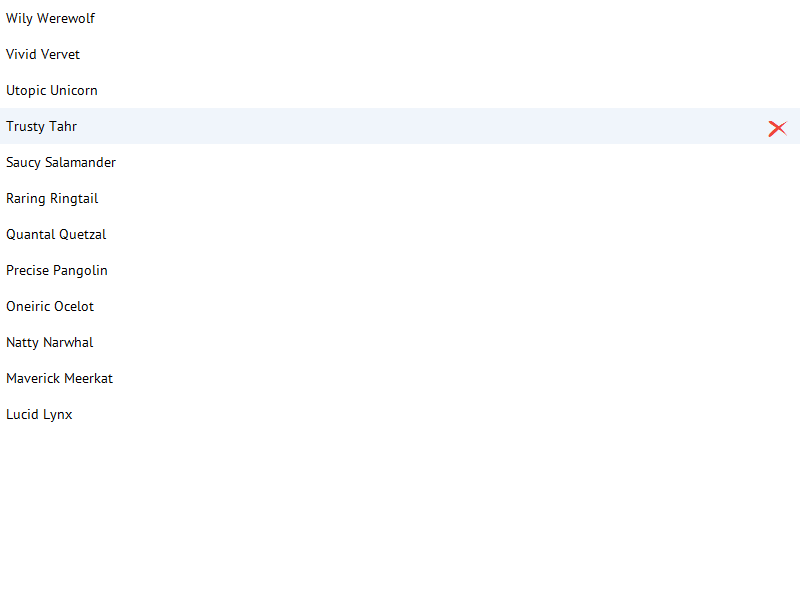 Wily Werewolf
Vivid Vervet
Utopic Unicorn
Trusty Tahr
Saucy Salamander
Raring Ringtail
Quantal Quetzal
Precise Pangolin
Oneiric Ocelot
Natty Narwhal
Maverick Meerkat
Lucid Lynx